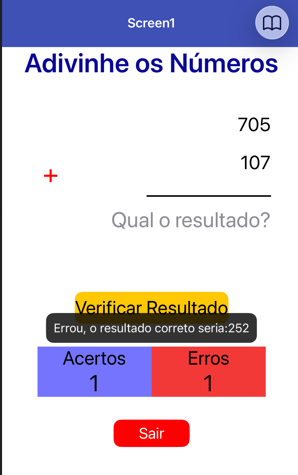 Screen1
Adivinhe os Números
705
107
+
Qual o resultado?
Verificar Resultado
Errou, o resultado correto seria:252
Acertos Erros
1 1
Sair